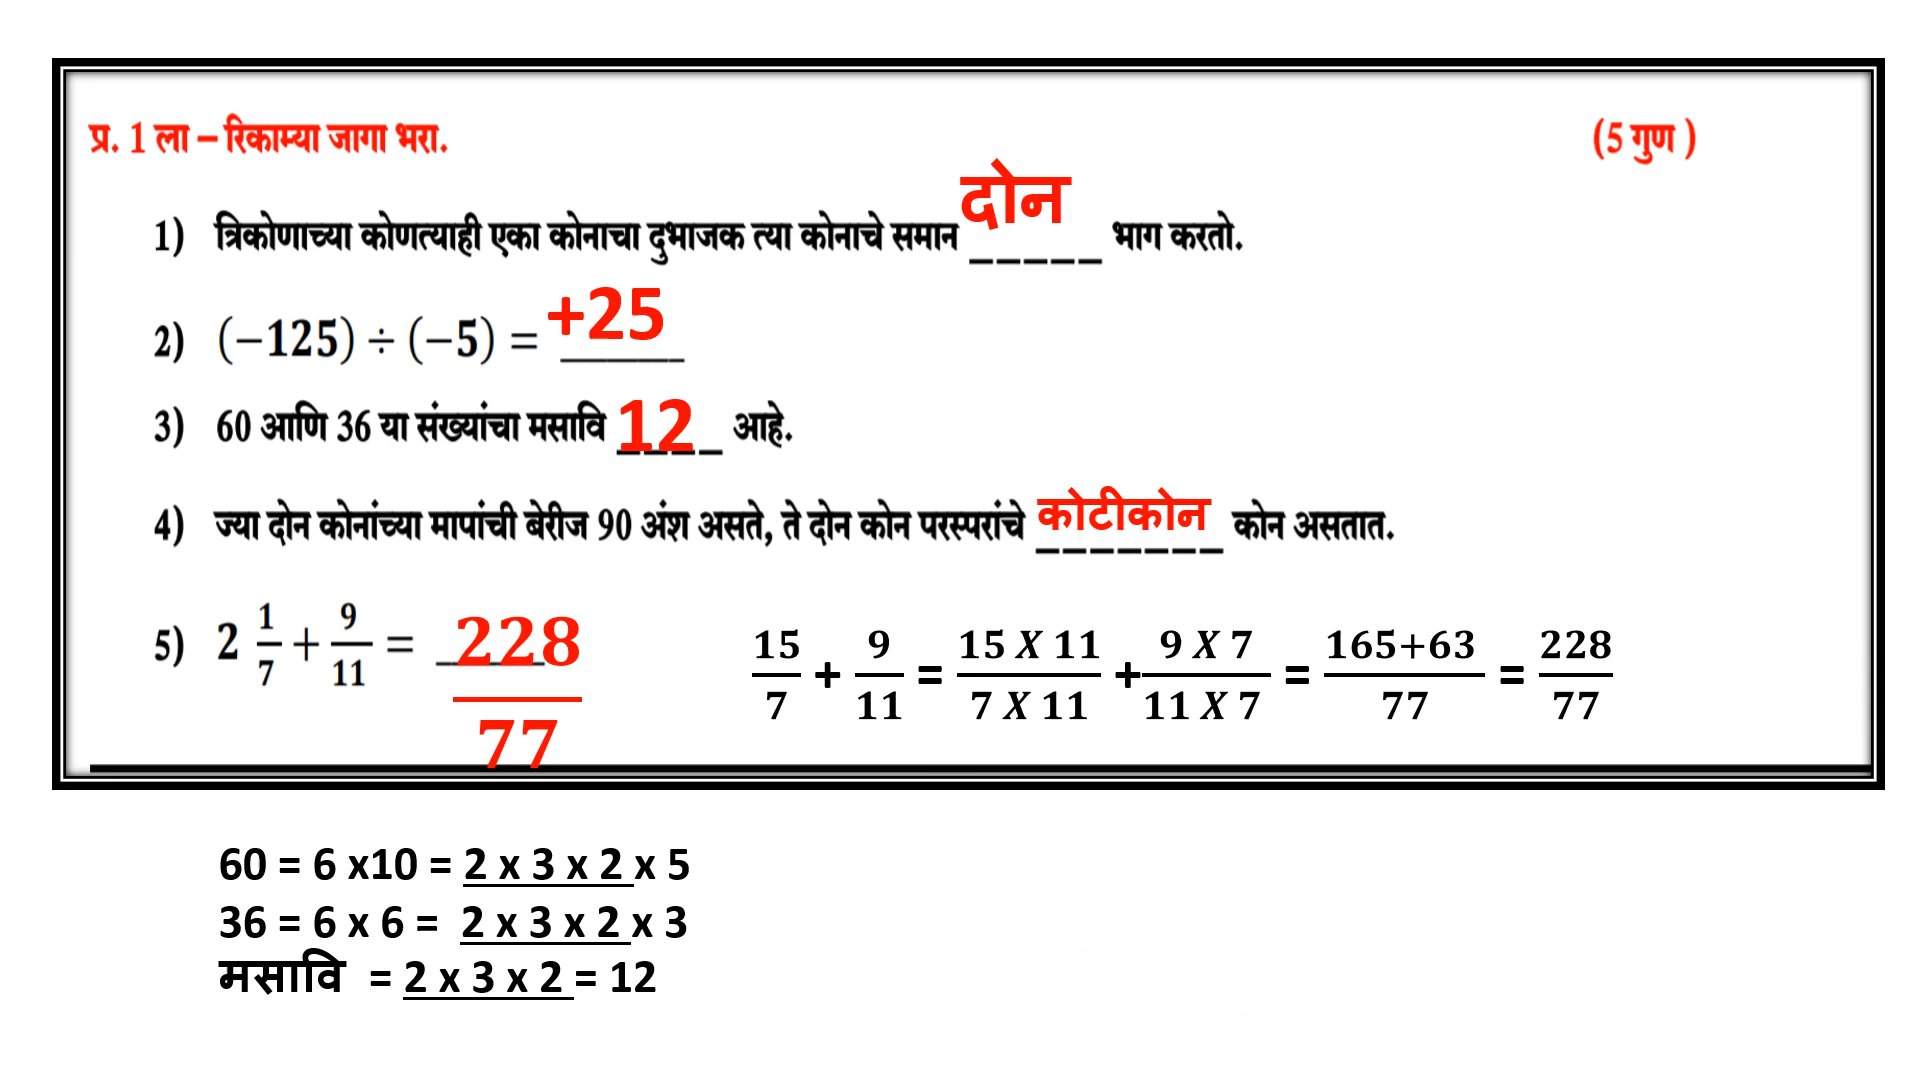 प्र. 1 ला – रिकाम्या जागा भरा. (5 गुण )
1) त्रिकोणाच्या कोणत्याही एका कोनाचा दुभाजक त्या कोनाचे समान दोन भाग करतो.
2) (−125) ÷ (−5) = +25
3) 60 आणि 36 या संख्यांचा मसावि 12 आहे.
4) ज्या दोन कोनांच्या मापांची बेरीज 90 अंश असते, ते दोन कोन परस्परांचे कोटीकोन कोन असतात.
5) 2 1/7 + 9/11 = 228/77 15/7 + 9/11 = 15 X 11/7 X 11 + 9 X 7/11 X 7 = 165+63/77 = 228/77
60 = 6 x10 = 2 x 3 x 2 x 5
36 = 6 x 6 = 2 x 3 x 2 x 3
मसावि = 2 x 3 x 2 = 12